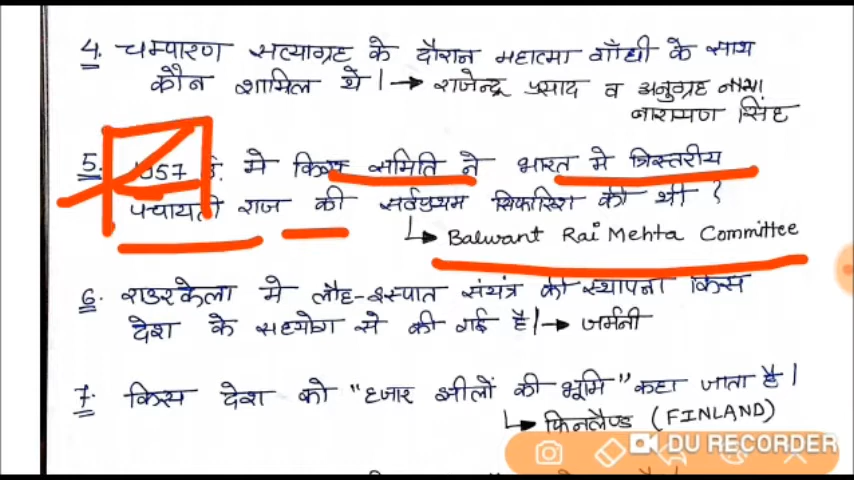 4. चम्पारण सत्याग्रह के दौरान महात्मा गाँधी के साथ
कौन शामिल थे। → राजेन्द्र प्रसाद व अनुग्रह
नारायण सिंह
5. 1957 ई. मे किस समिति ने भारत मे त्रिस्तरीय
पंचायती राज की सर्वप्रथम सिफारिश की थी ?
→ Balwant Rai Mehta Committee
6. राउरकेला मे लौह-इस्पात संयंत्र की स्थापना किस
देश के सहयोग से की गई है। → जर्मनी
7. किस देश को "हजार झीलों की भूमि" कहा जाता है।
→ फिनलैण्ड (FINLAND)
DU RECORDER